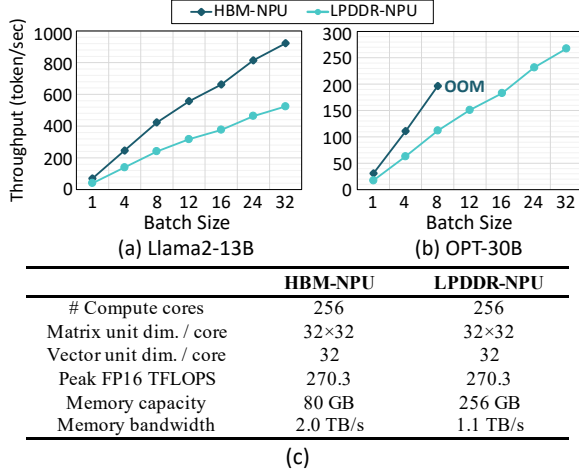 HBM-NPU LPDDR-NPU
Throughput (token/sec)
1000
800
600
400
200
0
1 4 8 12 16 24 32
Batch Size
(a) Llama2-13B
300
250
200
150
100
50
0
OOM
1 4 8 12 16 24 32
Batch Size
(b) OPT-30B
HBM-NPU LPDDR-NPU
# Compute cores 256 256
Matrix unit dim. / core 32×32 32×32
Vector unit dim. / core 32 32
Peak FP16 TFLOPS 270.3 270.3
Memory capacity 80 GB 256 GB
Memory bandwidth 2.0 TB/s 1.1 TB/s
(c)